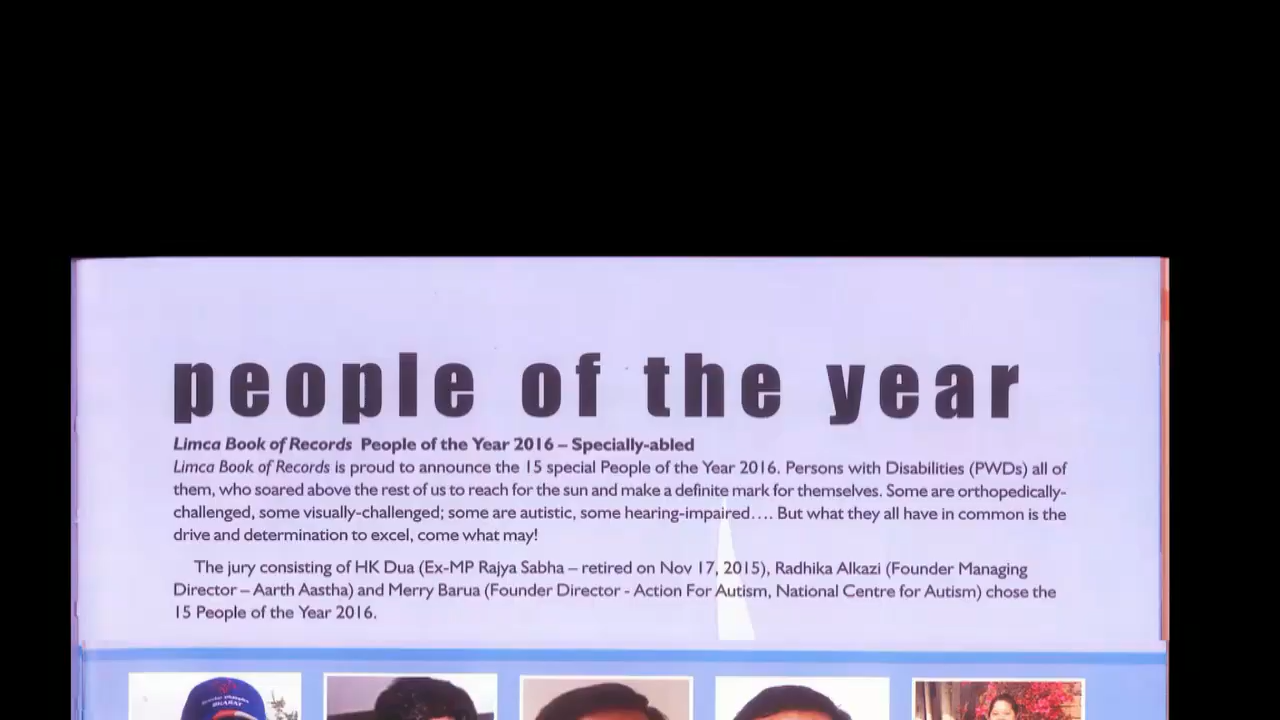 people of the year
Limca Book of Records People of the Year 2016 – Specially-abled
Limca Book of Records is proud to announce the 15 special People of the Year 2016. Persons with Disabilities (PWDs) all of
them, who soared above the rest of us to reach for the sun and make a definite mark for themselves. Some are orthopedically-
challenged, some visually-challenged; some are autistic, some hearing-impaired.... But what they all have in common is the
drive and determination to excel, come what may!
The jury consisting of HK Dua (Ex-MP Rajya Sabha – retired on Nov 17, 2015), Radhika Alkazi (Founder Managing
Director – Aarth Aastha) and Merry Barua (Founder Director - Action For Autism, National Centre for Autism) chose the
15 People of the Year 2016.
BHARAT